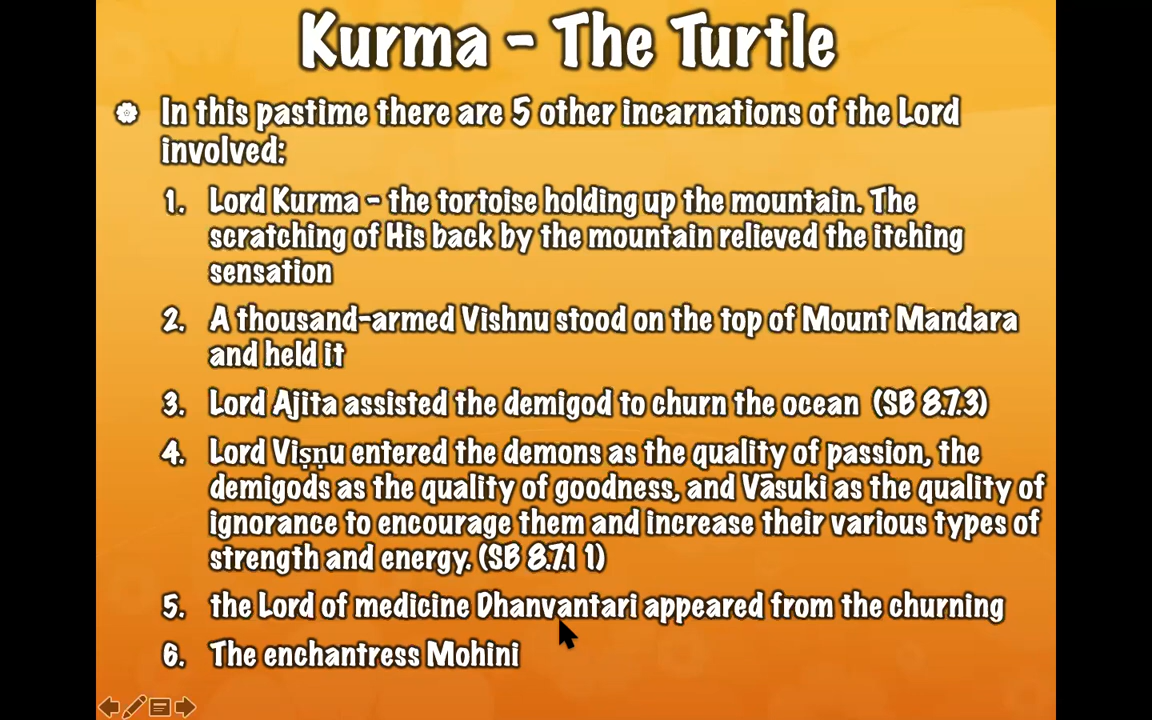 Kurma - The Turtle
In this pastime there are 5 other incarnations of the Lord
involved:
1. Lord Kurma - the tortoise holding up the mountain. The
scratching of His back by the mountain relieved the itching
sensation
2. A thousand-armed Vishnu stood on the top of Mount Mandara
and held it
3. Lord Ajita assisted the demigod to churn the ocean (SB 8.7.3)
4. Lord Viṣṇu entered the demons as the quality of passion, the
demigods as the quality of goodness, and Vāsuki as the quality of
ignorance to encourage them and increase their various types of
strength and energy. (SB 8.7.1 1)
5. the Lord of medicine Dhanvantari appeared from the churning
6. The enchantress Mohini